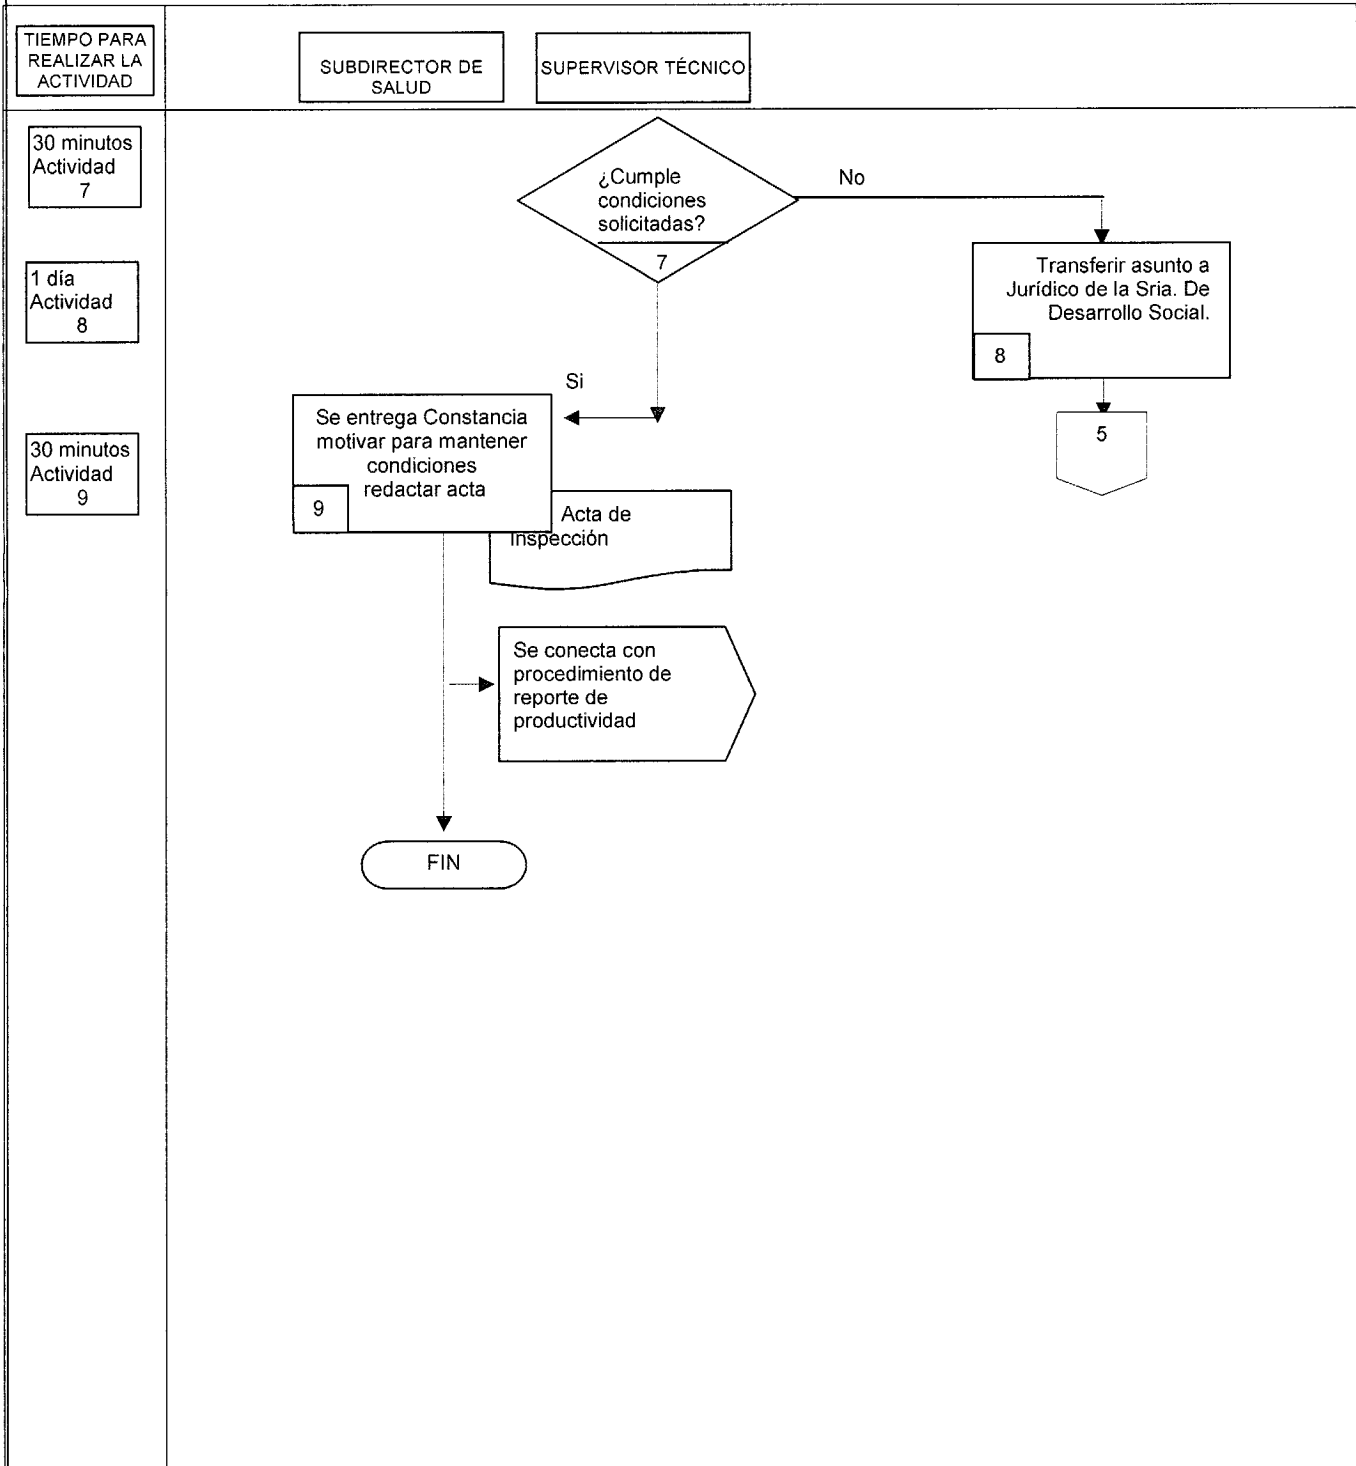 TIEMPO PARA
REALIZAR LA
ACTIVIDAD
SUBDIRECTOR DE
SALUD
SUPERVISOR TÉCNICO
30 minutos
Actividad
7
¿Cumple
condiciones
solicitadas?
7
No
1 día
Actividad
8
Transferir asunto a
Jurídico de la Sria. De
Desarrollo Social.
8
Si
30 minutos
Actividad
9
Se entrega Constancia
motivar para mantener
condiciones
redactar acta
9
5
Acta de
Inspección
Se conecta con
procedimiento de
reporte de
productividad
FIN